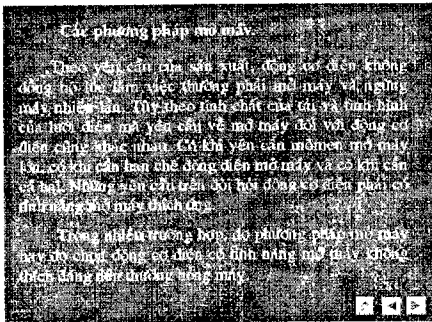 Các phương pháp mở máy.
Theo yêu cầu của sản xuất, động cơ điện không
đồng bộ lúc làm việc thường phải mở máy và ngừng
máy nhiều lần. Tùy theo tính chất của tải và tình hình
của lưới điện mà yêu cầu về mở máy đối với động cơ
điện cũng khác nhau. Có khi yêu cầu mômen mở máy
lớn, có khi cần hạn chế dòng điện mở máy và có khi cần
cả hai. Những yêu cầu trên đòi hỏi động cơ điện phải có
tính năng mở máy thích ứng.
Trong nhiều trường hợp, do phương pháp mở máy
hay do chọn động cơ điện có tính năng mở máy không
thích đáng nên thường hỏng máy.